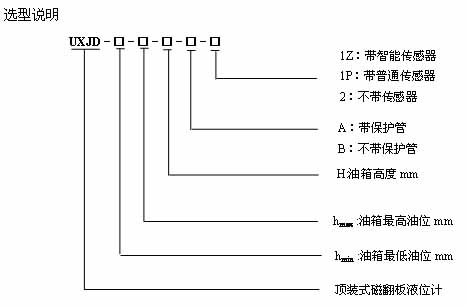 选型说明
UXJD-□-□-□-□-□
1Z：带智能传感器
1P：带普通传感器
2：不带传感器
A：带保护管
B：不带保护管
H:油箱高度 mm
hmax:油箱最高油位 mm
hmin:油箱最低油位 mm
顶装式磁翻板液位计